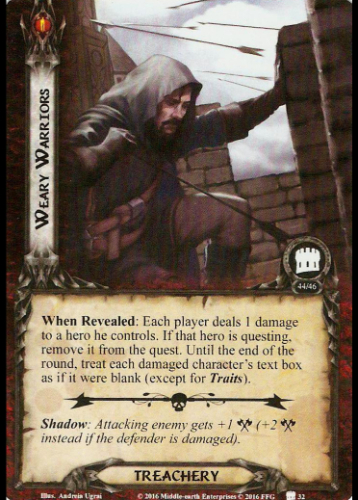 WEARY WARRIORS
44/46
When Revealed: Each player deals 1 damage
to a hero he controls. If that hero is questing,
remove it from the quest. Until the end of the
round, treat each damaged character's text box
as if it were blank (except for Traits).
Shadow: Attacking enemy gets +1 (+2
instead if the defender is damaged).
TREACHERY
Illus. Aadreia Ugrai
© 2016 Middle-earth Enterprises © 2016 FFG
32